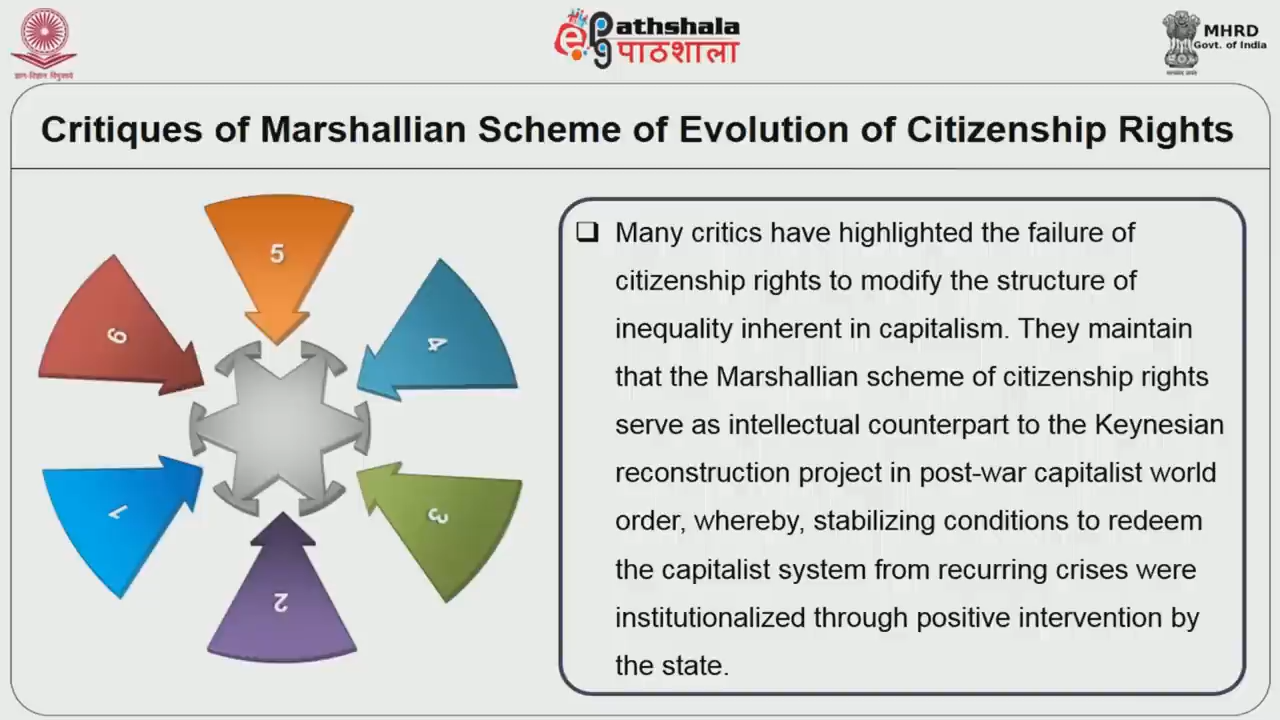 ज्ञान-विज्ञान विमुक्तये
ePathshala
पाठशाला
MHRD
Govt. of India
सत्यमेव जयते
Critiques of Marshallian Scheme of Evolution of Citizenship Rights
5
6
4
1
3
2
❑ Many critics have highlighted the failure of
citizenship rights to modify the structure of
inequality inherent in capitalism. They maintain
that the Marshallian scheme of citizenship rights
serve as intellectual counterpart to the Keynesian
reconstruction project in post-war capitalist world
order, whereby, stabilizing conditions to redeem
the capitalist system from recurring crises were
institutionalized through positive intervention by
the state.